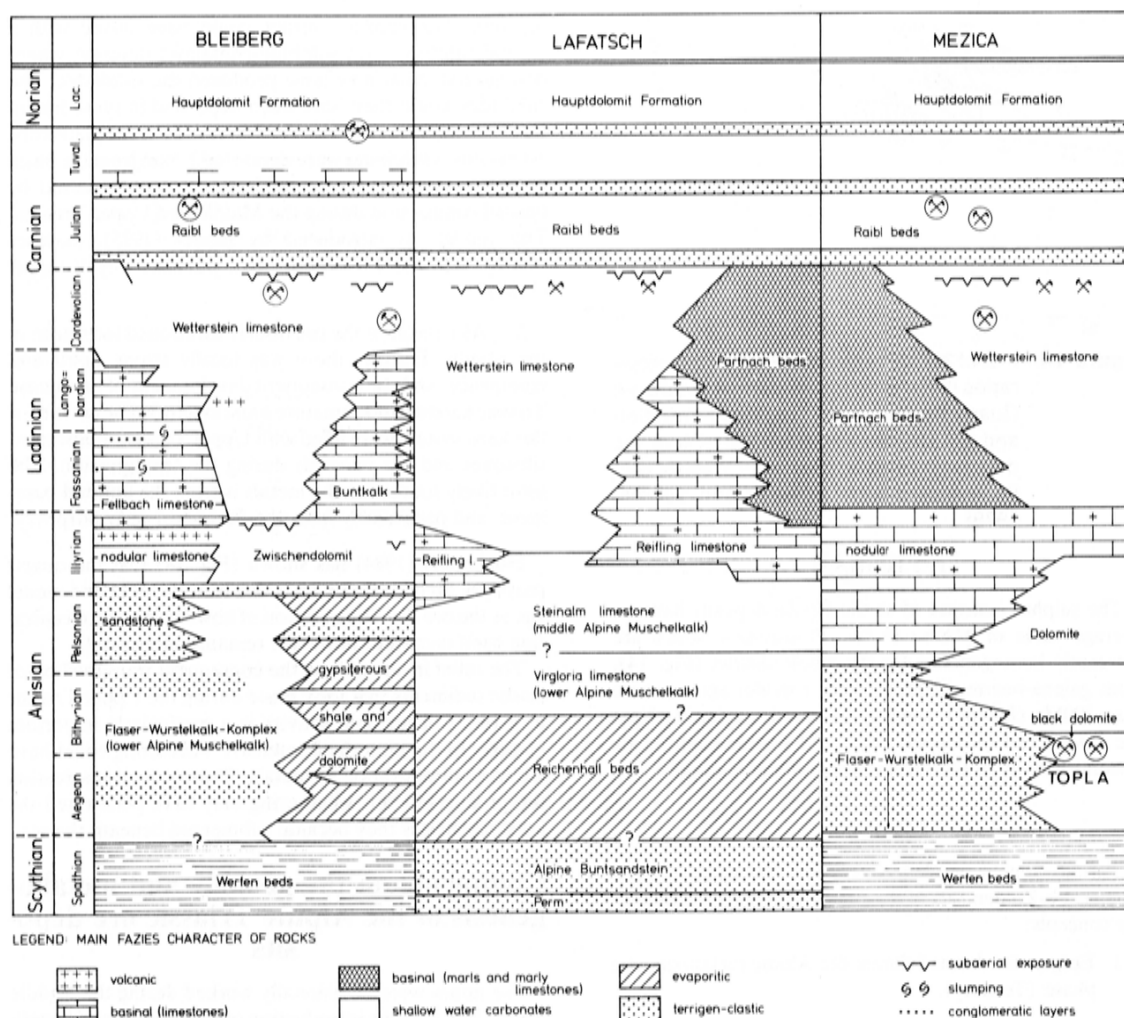 BLEIBERG
LAFATSCH
MEZICA
Norian
Lac.
Hauptdolomit Formation
Hauptdolomit Formation
Hauptdolomit Formation
Carnian
Tuval.
Julian
Raibl beds
Raibl beds
Raibl beds
Cordevolian
Wetterstein limestone
Wetterstein limestone
Partnach beds
Wetterstein limestone
Partnach beds
Ladinian
Lango=
bardian
Fassanian
Fellbach limestone
Buntkalk
Illyrian
nodular limestone
Zwischendolomit
Reifling l.
Reifling limestone
nodular limestone
Anisian
Pelsonian
sandstone
Steinalm limestone
(middle Alpine Muschelkalk)
Dolomite
?
gypsiferous
Virgloria limestone
(lower Alpine Muschelkalk)
Bithynian
Flaser-Wurstelkalk-Komplex
(lower Alpine Muschelkalk)
shale and
?
black dolomite
dolomite
Reichenhall beds
Flaser-Wurstelkalk-Komplex
TOPLA
Aegean
?
?
Scythian
Spathian
Werfen beds
Alpine Buntsandstein
Perm
Werfen beds
LEGEND: MAIN FAZIES CHARACTER OF ROCKS
volcanic
basinal (marls and marly
limestones)
evaporitic
subaerial exposure
slumping
basinal (limestones)
shallow water carbonates
terrigen-clastic
conglomeratic layers